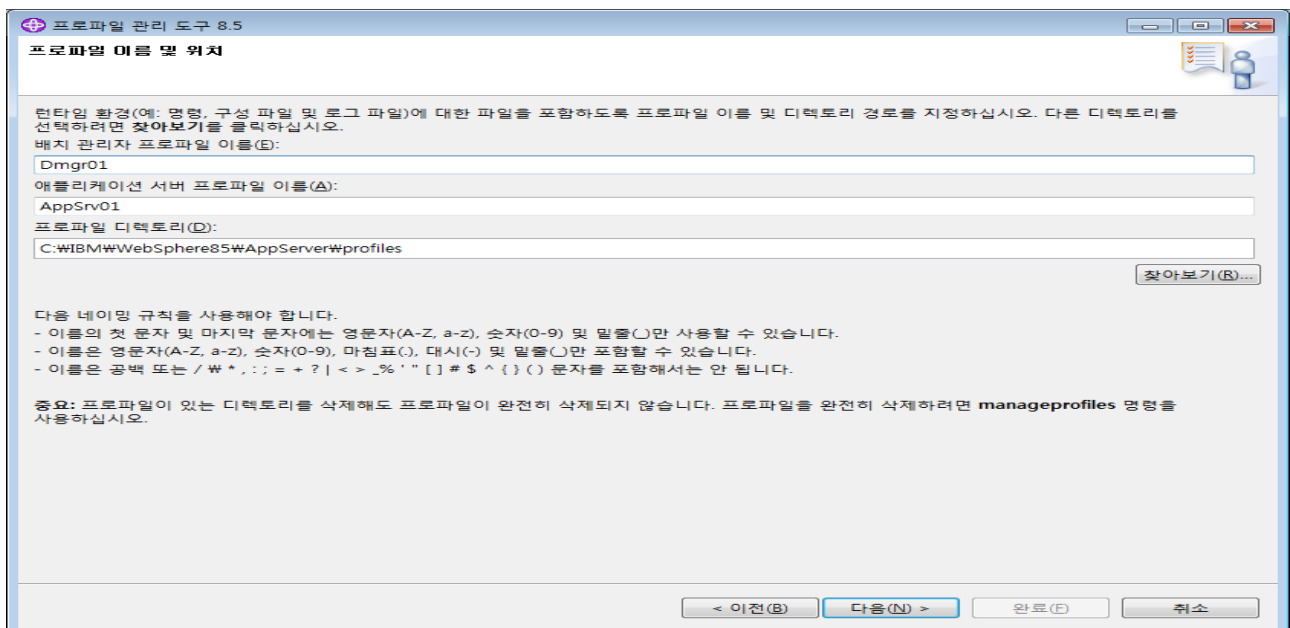 프로파일 관리 도구 8.5
프로파일 이름 및 위치
런타임 환경(예: 명령, 구성 파일 및 로그 파일)에 대한 파일을 포함하도록 프로파일 이름 및 디렉토리 경로를 지정하십시오. 다른 디렉토리를
선택하려면 찾아보기를 클릭하십시오.
배치 관리자 프로파일 이름(E):
Dmgr01
애플리케이션 서버 프로파일 이름(A):
AppSrv01
프로파일 디렉토리(D):
C:₩IBM₩WebSphere85₩AppServer₩profiles
찾아보기(R)...
다음 네이밍 규칙을 사용해야 합니다.
- 이름의 첫 문자 및 마지막 문자에는 영문자(A-Z, a-z), 숫자(0-9) 및 밑줄(_)만 사용할 수 있습니다.
- 이름은 영문자(A-Z, a-z), 숫자(0-9), 마침표(.), 대시(-) 및 밑줄(_)만 포함할 수 있습니다.
- 이름은 공백 또는 / ₩ * , : ; = + ? | < > _% ' " [ ] # $ ^ { } ( ) 문자를 포함해서는 안 됩니다.
중요: 프로파일이 있는 디렉토리를 삭제해도 프로파일이 완전히 삭제되지 않습니다. 프로파일을 완전히 삭제하려면 manageprofiles 명령을
사용하십시오.
< 이전(B) 다음(N) > 완료(F) 취소